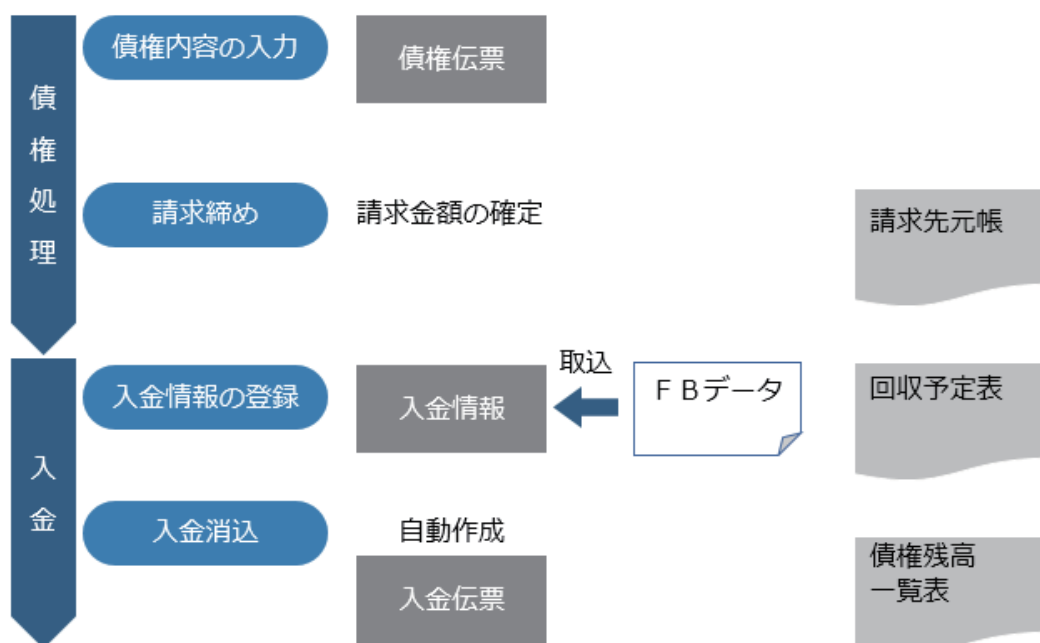 債権処理
債権内容の入力
債権伝票
請求締め
請求金額の確定
請求先元帳
入金
入金情報の登録
入金情報
取込
ＦＢデータ
回収予定表
入金消込
自動作成
入金伝票
債権残高
一覧表